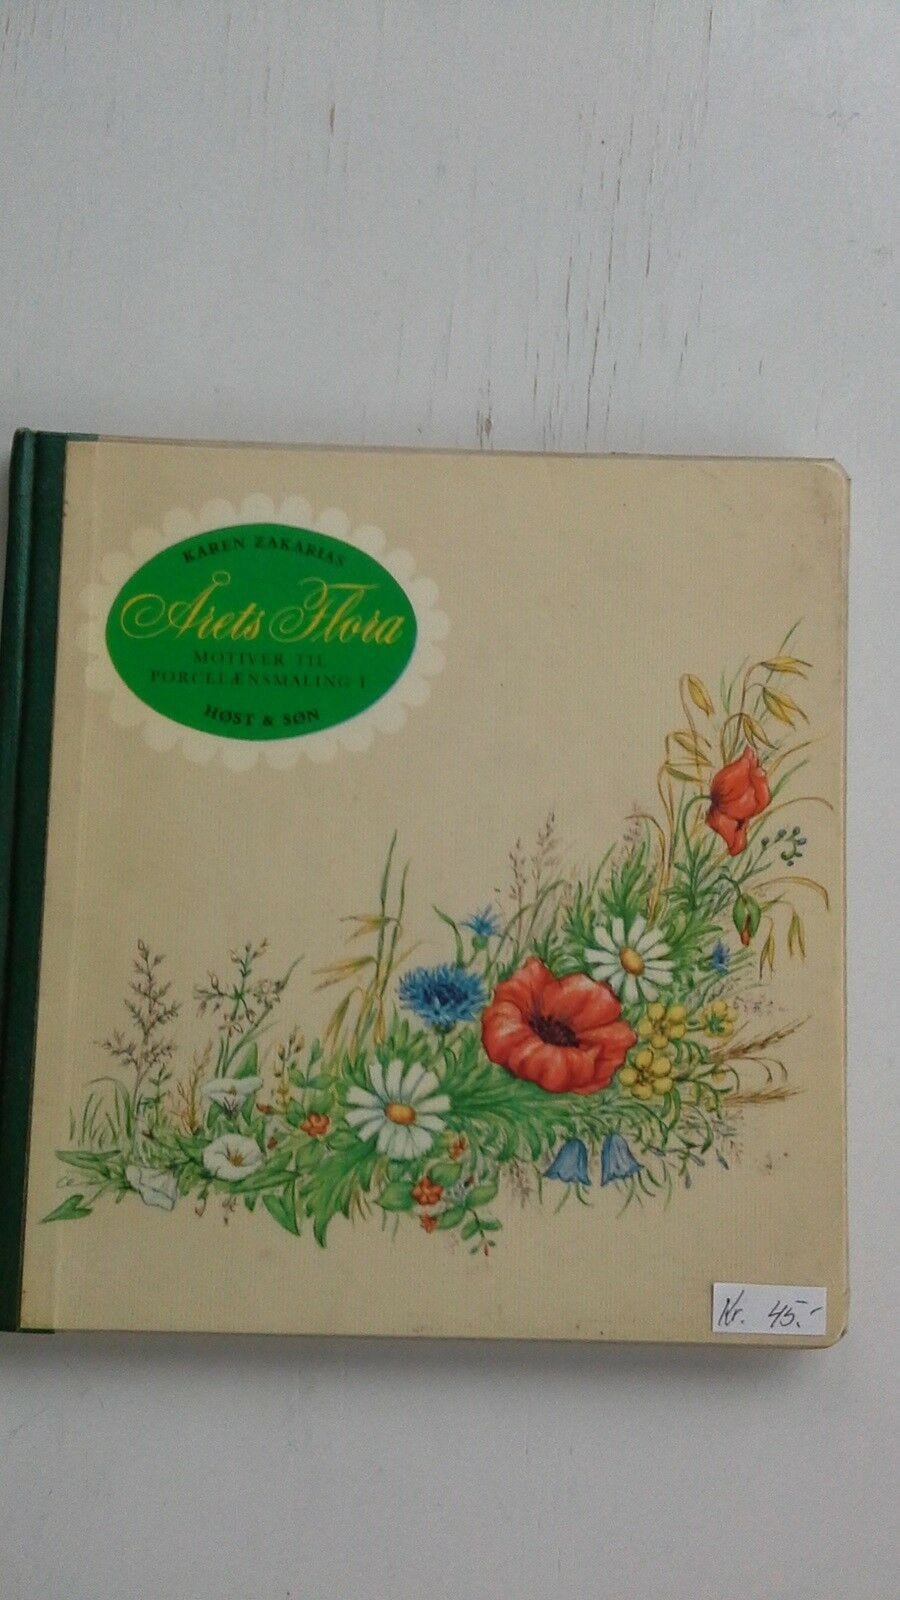 KAREN ZAKARIAS
Årets Flora
MOTIVER TIL
PORCELÆNSMALING I
HØST & SØN
Kr. 45.-